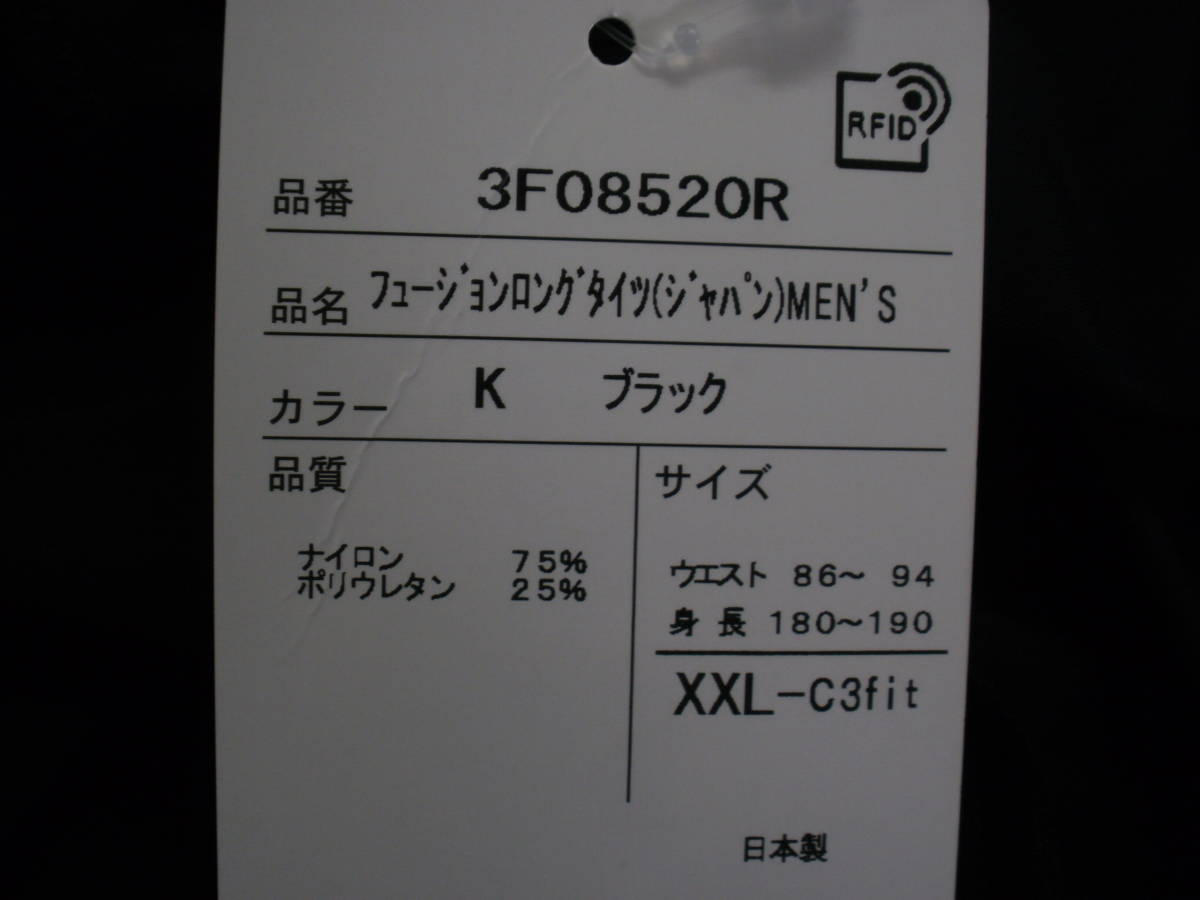 RFID
品番 3F08520R
品名 ﾌｭｰｼﾞｮﾝﾛﾝｸﾞﾀｲﾂ(ｼﾞｬﾊﾟﾝ)MEN'S
カラー K ブラック
品質
ナイロン 75%
ポリウレタン 25%
サイズ
ウエスト 86〜 94
身 長 180〜190
XXL-C3fit
日本製